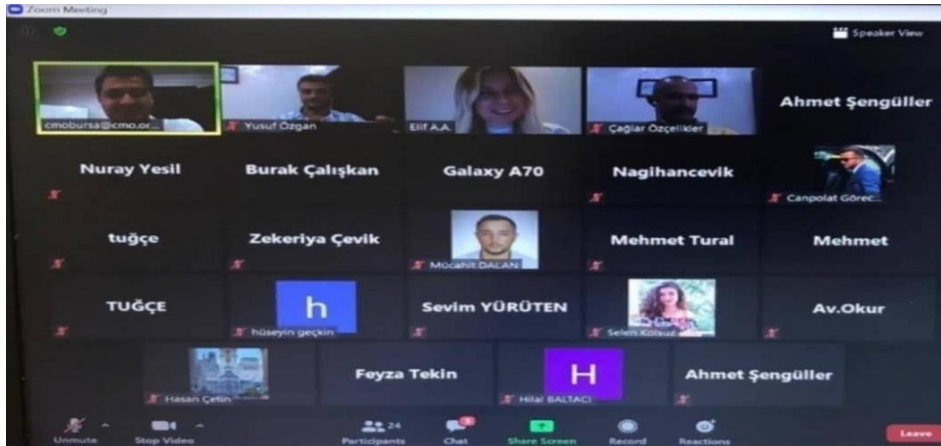 Zoom Meeting
Speaker View
cmobursa@cmo.or...
Yusuf Özgan
Elif A.A.
Çağlar Özçelikler
Ahmet Şengüller
Nuray Yesil
Burak Çalışkan
Galaxy A70
Nagihancevik
Canpolat Görec...
tuğçe
Zekeriya Çevik
Mücahit DALAN
Mehmet Tural
Mehmet
TUĞÇE
h
hüseyin geçkin
Sevim YÜRÜTEN
Selen Kolsuz
Av.Okur
Hasan Çetin
Feyza Tekin
H
Hilal BALTACI
Ahmet Şengüller
Unmute
Stop Video
24
Participants
Chat
Share Screen
Record
Reactions
Leave